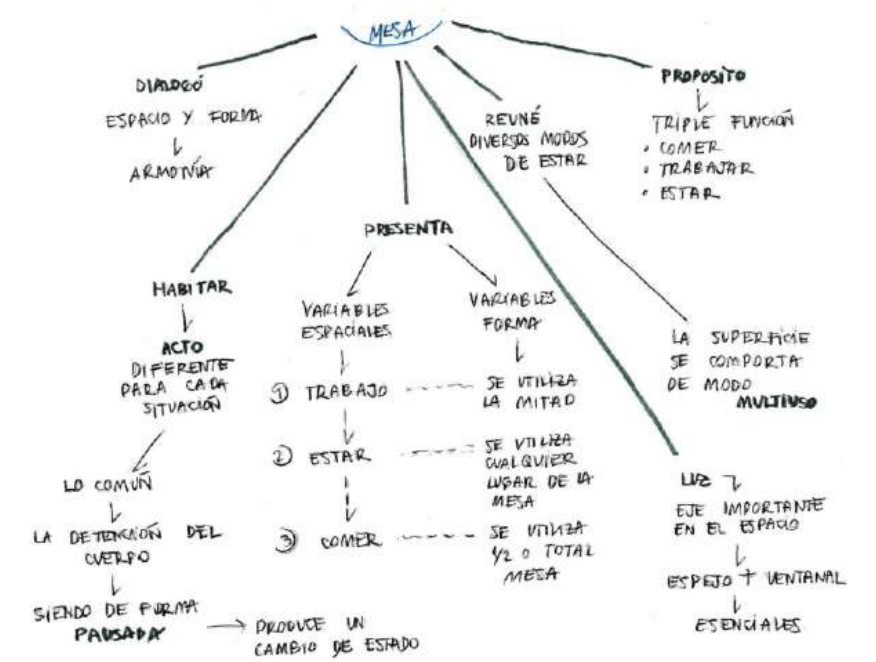 MESA
DIALOGÓ
ESPACIO Y FORMA
ARMONÍA
HABITAR
ACTO
DIFERENTE
PARA CADA
SITUACIÓN
LO COMUÑ
LA DETENCIÓN DEL
CUERPO
SIENDO DE FORMA
PAUSADA
PRODUCE UN
CAMBIO DE ESTADO
PRESENTA
VARIABLES
ESPACIALES
① TRABAJO
② ESTAR
③ COMER
VARIABLES
FORMA
SE UTILIZA
LA MITAD
SE UTILIZA
CUALQUIER
LUGAR DE LA
MESA
SE UTILIZA
1/2 O TOTAL
MESA
REUNÉ
DIVERSOS MODOS
DE ESTAR
LA SUPERFICIE
SE COMPORTA
DE MODO
MULTIUSO
LUZ
EJE IMPORTANTE
EN EL ESPACIO
ESPEJO + VENTANAL
ESENCIALES
PROPOSITO
TRIPLE FUNCIÓN
• COMER
• TRABAJAR
• ESTAR